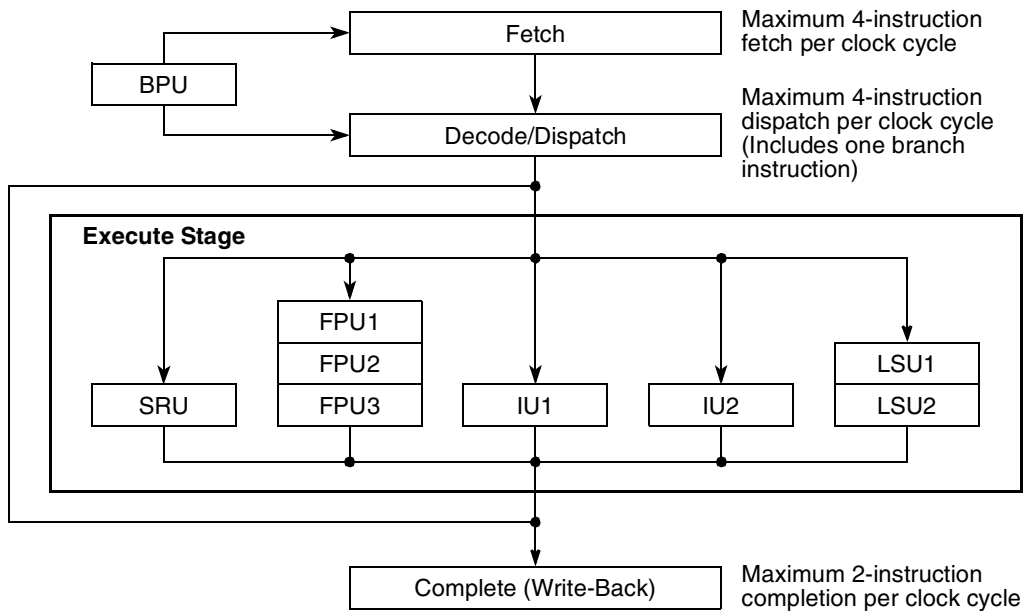 Fetch
Maximum 4-instruction
fetch per clock cycle
BPU
Decode/Dispatch
Maximum 4-instruction
dispatch per clock cycle
(Includes one branch
instruction)
Execute Stage
FPU1
FPU2
LSU1
SRU
FPU3
IU1
IU2
LSU2
Complete (Write-Back)
Maximum 2-instruction
completion per clock cycle